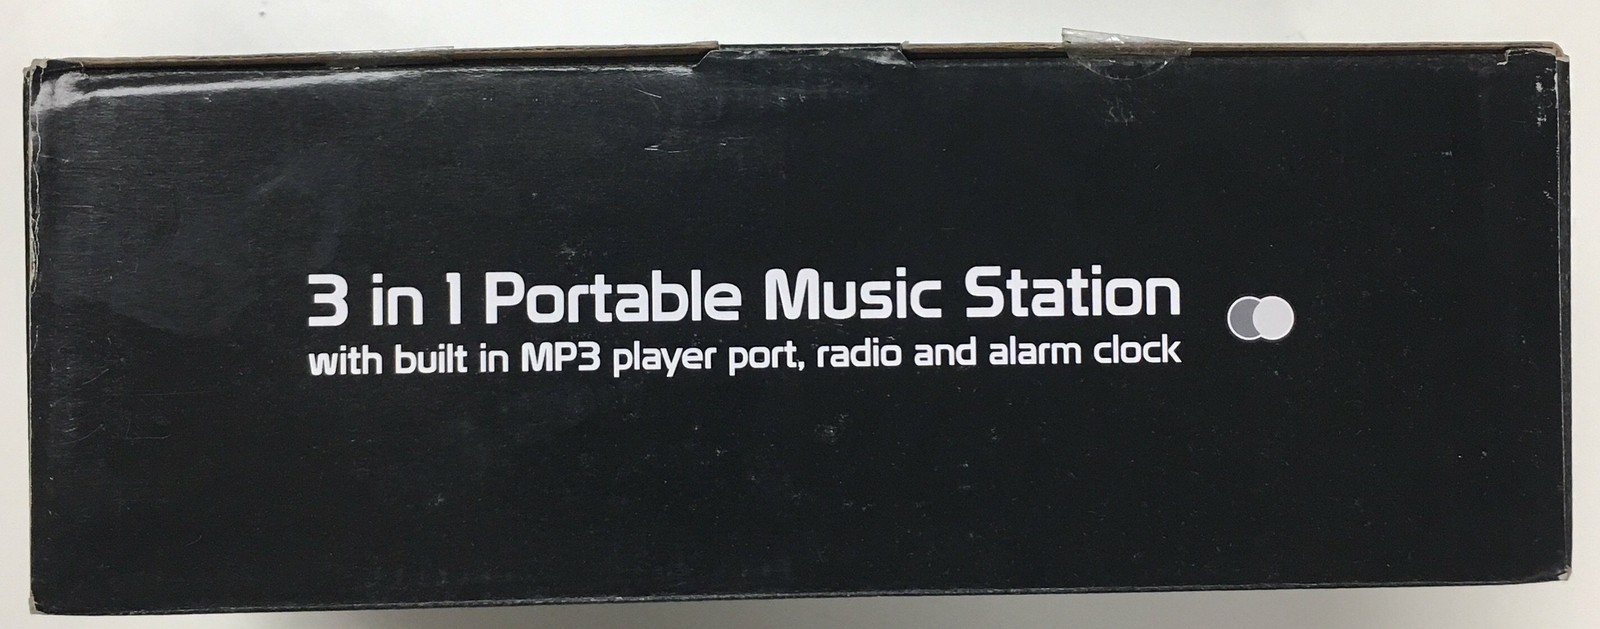 3 in 1 Portable Music Station
with built in MP3 player port, radio and alarm clock